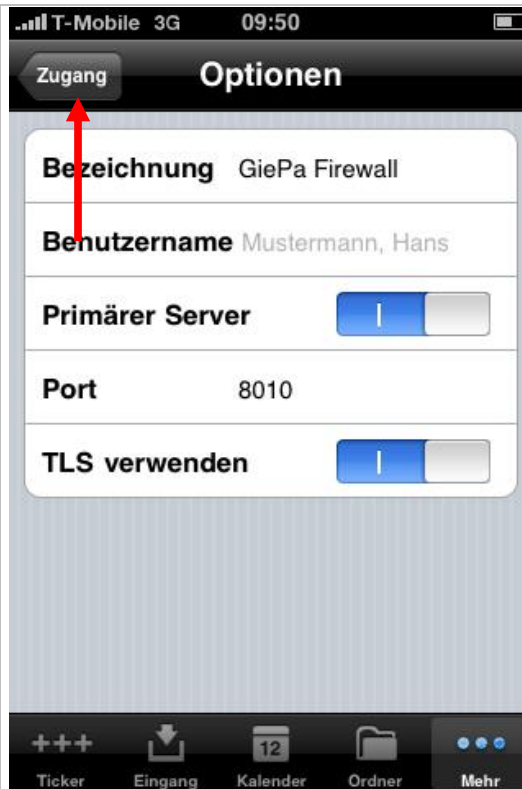 T-Mobile 3G 09:50
Zugang Optionen
Bezeichnung GiePa Firewall
Benutzername Mustermann, Hans
Primärer Server
Port 8010
TLS verwenden
+++ 12
Ticker Eingang Kalender Ordner Mehr